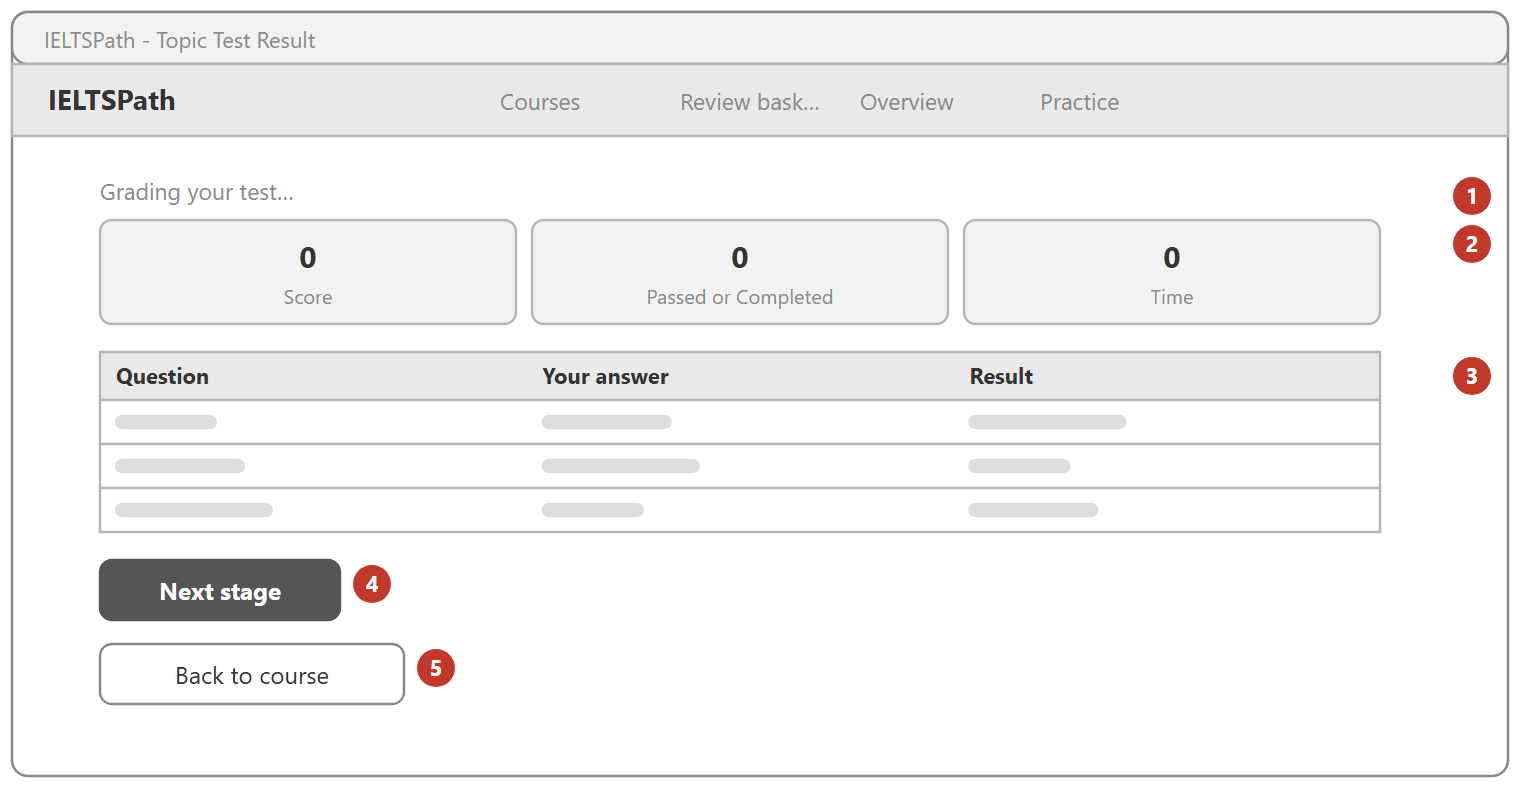 IELTSPath - Topic Test Result
IELTSPath Courses Review bask... Overview Practice
Grading your test... 1
2
0 0 0
Score Passed or Completed Time
Question Your answer Result 3
Next stage 4
Back to course 5